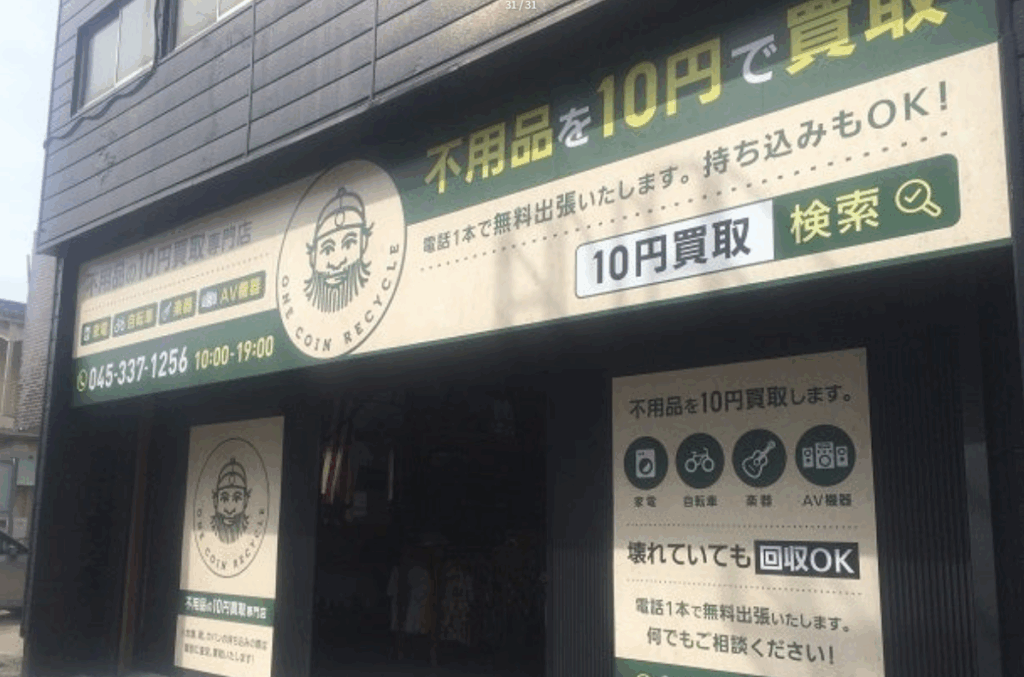 31 / 31
不用品を10円で買取
電話1本で無料出張いたします。持ち込みもOK!
10円買取 検索
不用品の10円買取専門店
家電 自転車 楽器 AV機器
045-337-1256 10:00-19:00
ONE COIN RECYCLE
ONE COIN RECYCLE
不用品の10円買取専門店
不用品を10円買取します。
家電 自転車 楽器 AV機器
壊れていても 回収OK
電話1本で無料出張いたします。
何でもご相談ください!